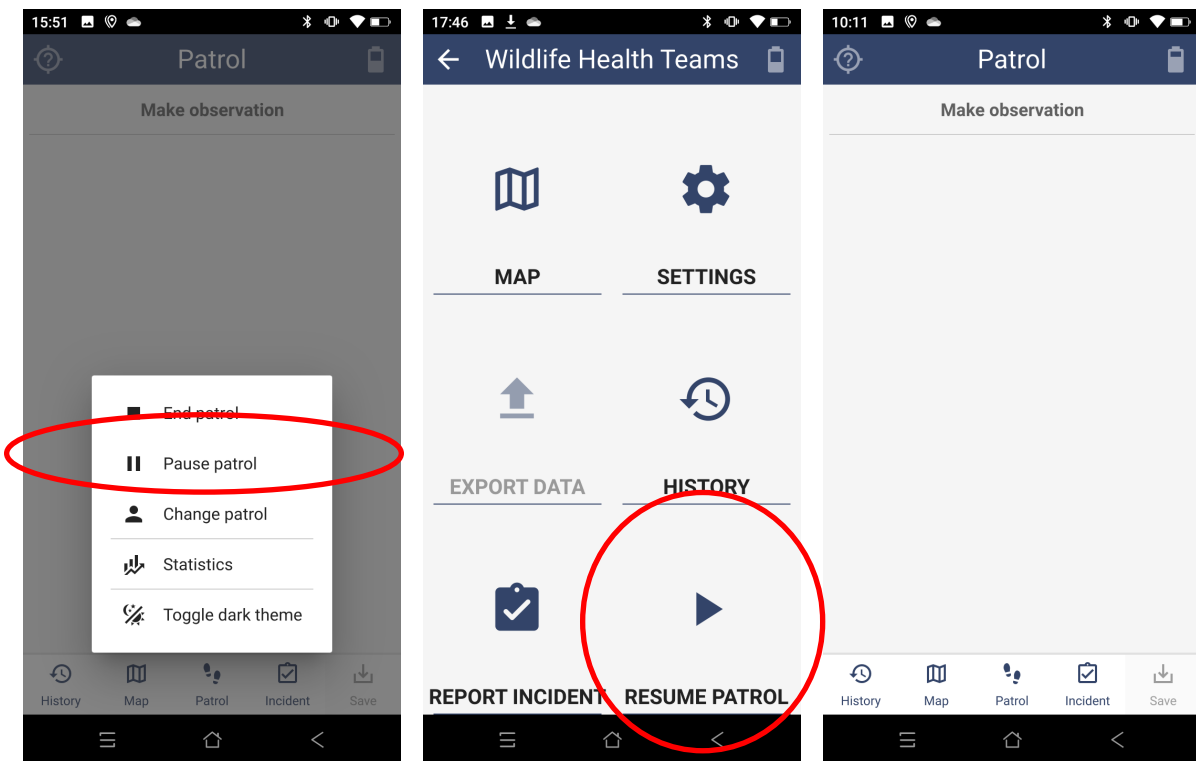 15:51
Patrol
Make observation
End patrol
Pause patrol
Change patrol
Statistics
Toggle dark theme
History Map Patrol Incident Save
17:46
Wildlife Health Teams
MAP SETTINGS
EXPORT DATA HISTORY
REPORT INCIDENT RESUME PATROL
10:11
Patrol
Make observation
History Map Patrol Incident Save